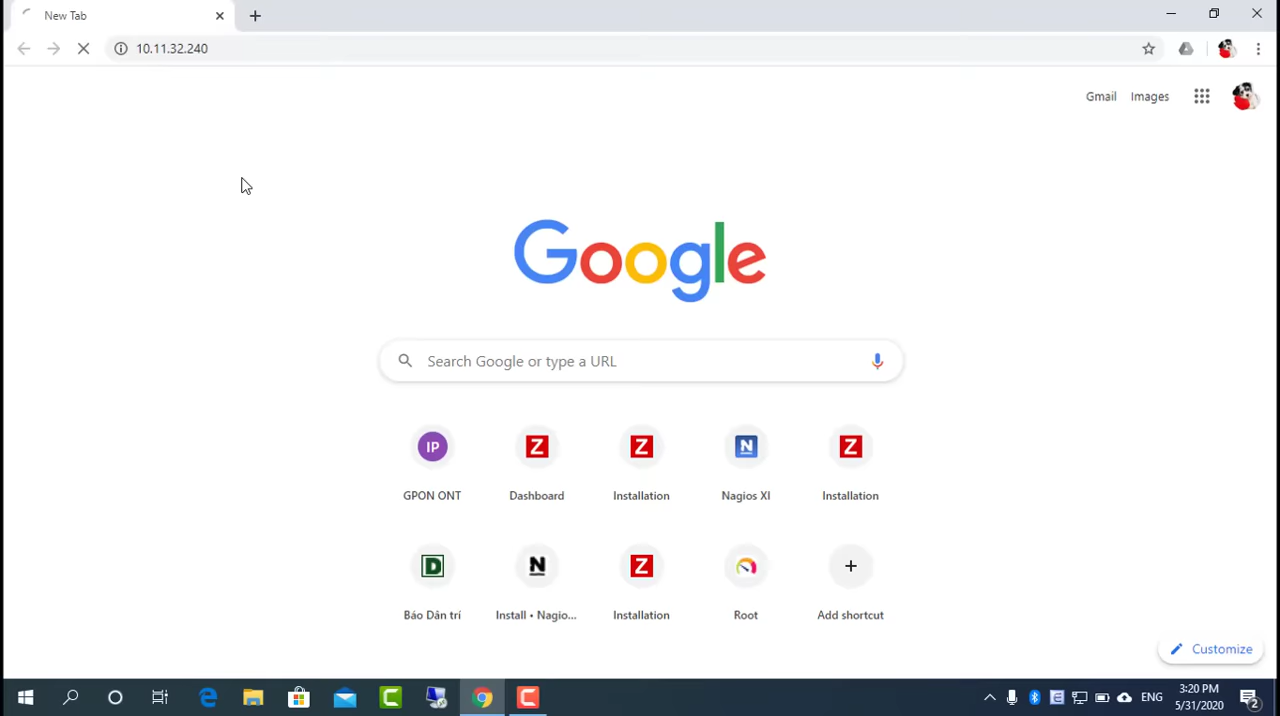 New Tab
10.11.32.240
Gmail Images
Google
Search Google or type a URL
IP Z Z N Z
GPON ONT Dashboard Installation Nagios XI Installation
D N Z
Báo Dân trí Install • Nagio... Installation Root Add shortcut
Customize
ENG 3:20 PM
5/31/2020 2